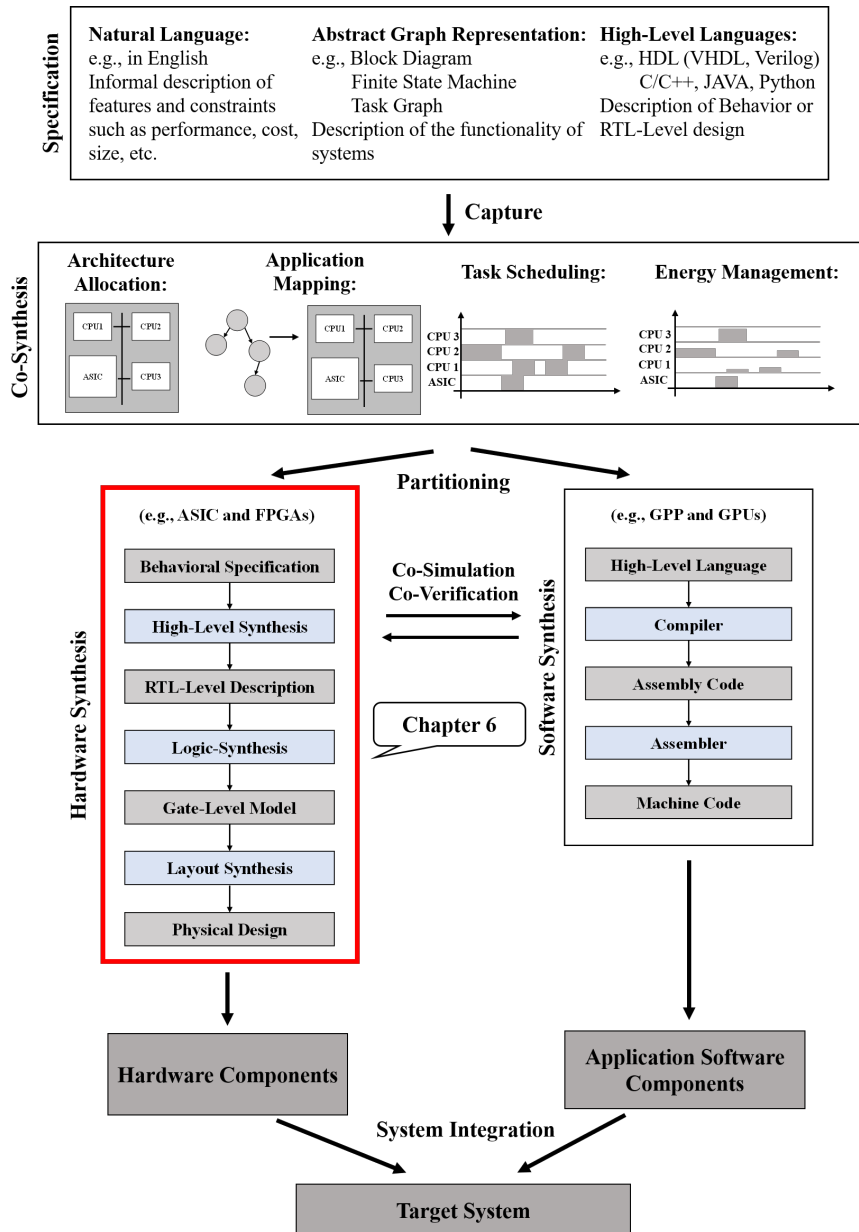 Specification
Natural Language:
e.g., in English
Informal description of
features and constraints
such as performance, cost,
size, etc.
Abstract Graph Representation:
e.g., Block Diagram
Finite State Machine
Task Graph
Description of the functionality of
systems
High-Level Languages:
e.g., HDL (VHDL, Verilog)
C/C++, JAVA, Python
Description of Behavior or
RTL-Level design
Capture
Co-Synthesis
Architecture
Allocation:
CPU1
CPU2
ASIC
CPU3
Application
Mapping:
CPU1
CPU2
ASIC
CPU3
Task Scheduling:
CPU 3
CPU 2
CPU 1
ASIC
Energy Management:
CPU 3
CPU 2
CPU 1
ASIC
Partitioning
Hardware Synthesis
(e.g., ASIC and FPGAs)
Behavioral Specification
High-Level Synthesis
RTL-Level Description
Logic-Synthesis
Gate-Level Model
Layout Synthesis
Physical Design
Co-Simulation
Co-Verification
Chapter 6
Software Synthesis
(e.g., GPP and GPUs)
High-Level Language
Compiler
Assembly Code
Assembler
Machine Code
Hardware Components
Application Software
Components
System Integration
Target System